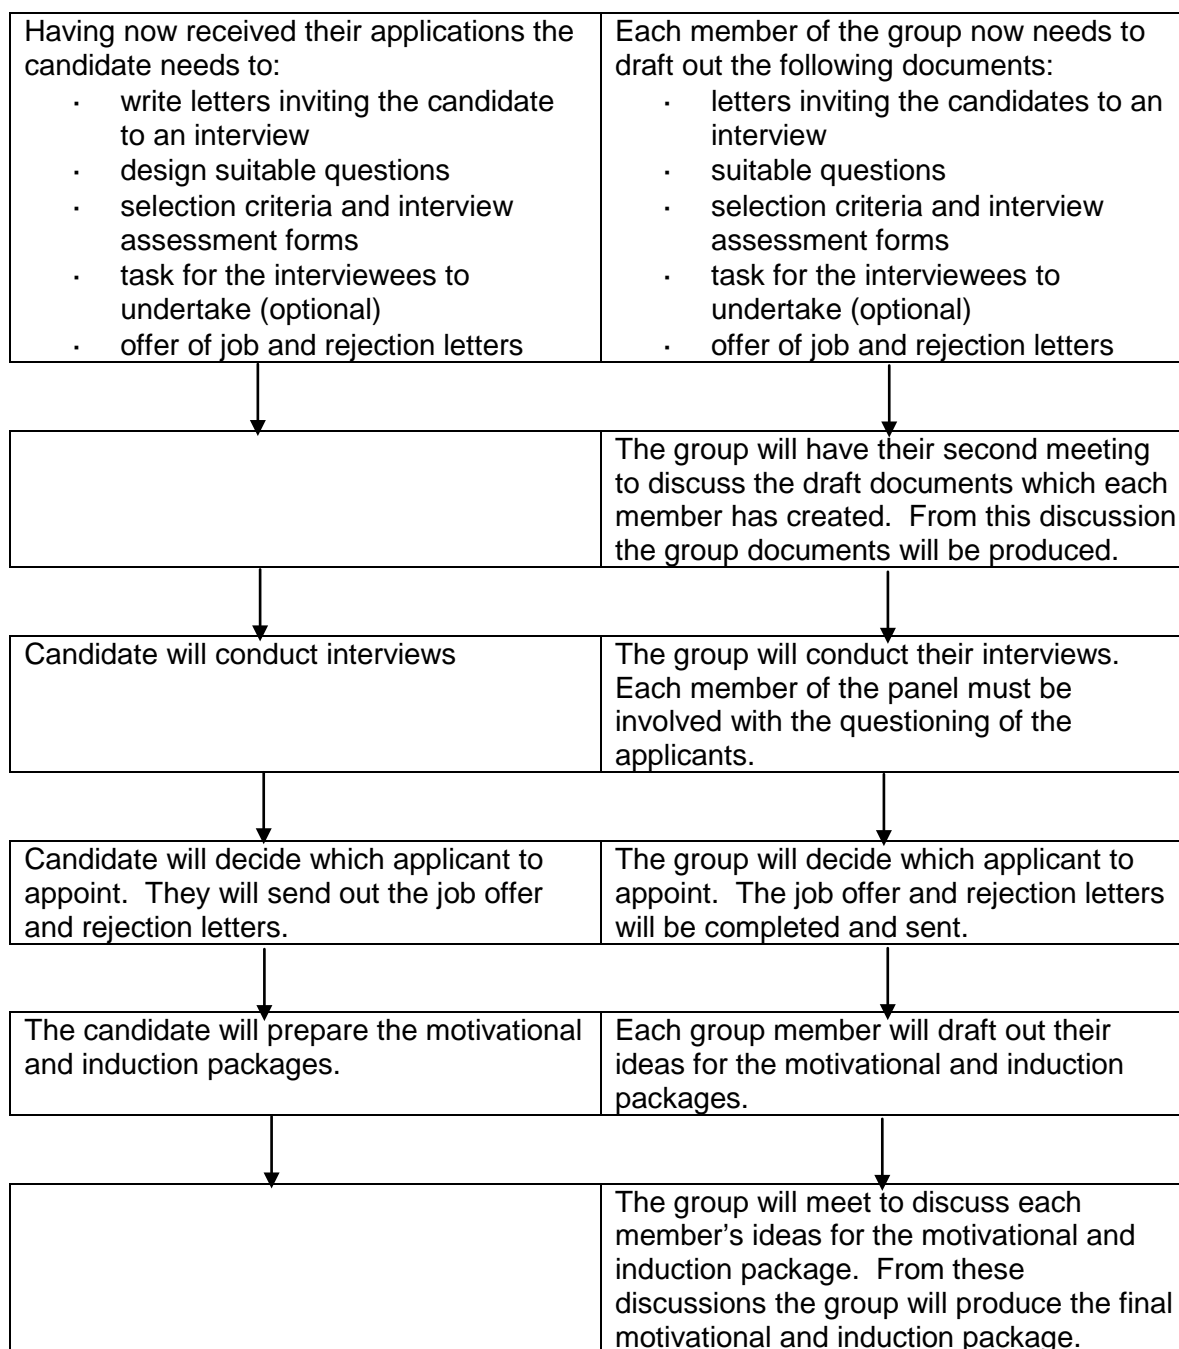 Having now received their applications the
candidate needs to:
· write letters inviting the candidate
to an interview
· design suitable questions
· selection criteria and interview
assessment forms
· task for the interviewees to
undertake (optional)
· offer of job and rejection letters
Each member of the group now needs to
draft out the following documents:
· letters inviting the candidates to an
interview
· suitable questions
· selection criteria and interview
assessment forms
· task for the interviewees to
undertake (optional)
· offer of job and rejection letters
The group will have their second meeting
to discuss the draft documents which each
member has created. From this discussion
the group documents will be produced.
Candidate will conduct interviews
The group will conduct their interviews.
Each member of the panel must be
involved with the questioning of the
applicants.
Candidate will decide which applicant to
appoint. They will send out the job offer
and rejection letters.
The group will decide which applicant to
appoint. The job offer and rejection letters
will be completed and sent.
The candidate will prepare the motivational
and induction packages.
Each group member will draft out their
ideas for the motivational and induction
packages.
The group will meet to discuss each
member's ideas for the motivational and
induction package. From these
discussions the group will produce the final
motivational and induction package.